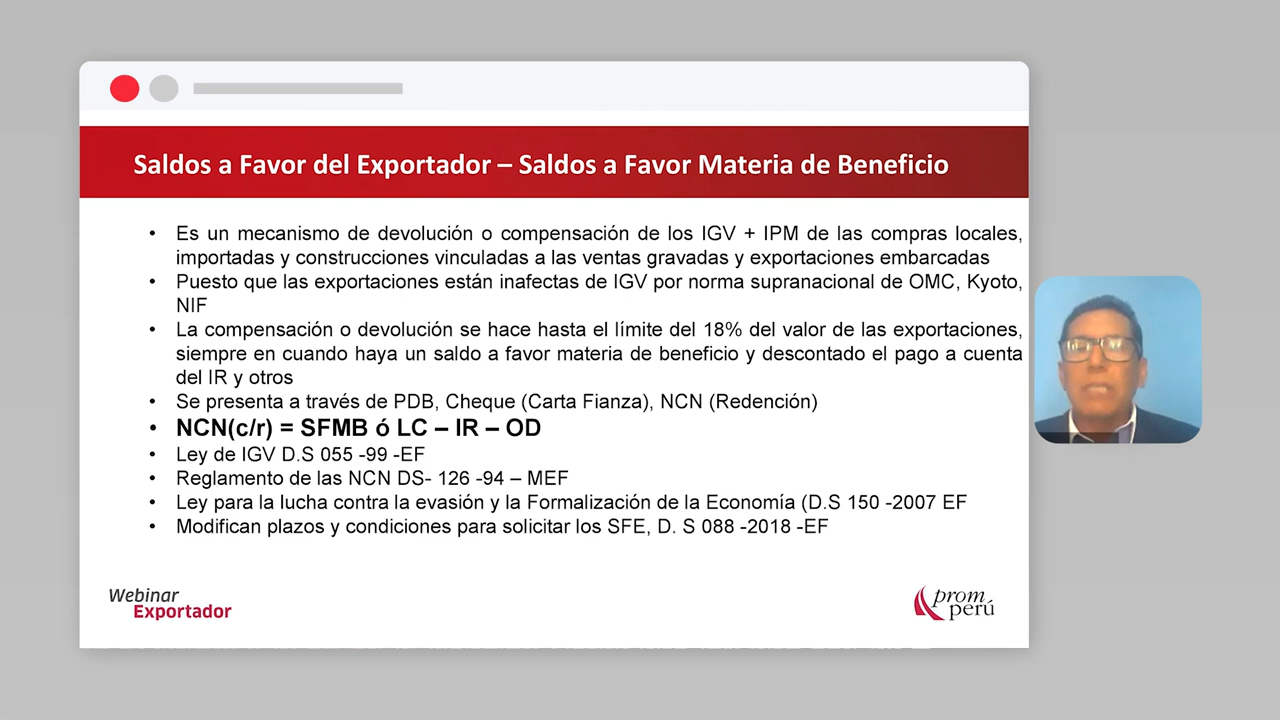 Saldos a Favor del Exportador – Saldos a Favor Materia de Beneficio
• Es un mecanismo de devolución o compensación de los IGV + IPM de las compras locales,
importadas y construcciones vinculadas a las ventas gravadas y exportaciones embarcadas
• Puesto que las exportaciones están inafectas de IGV por norma supranacional de OMC, Kyoto,
NIF
• La compensación o devolución se hace hasta el límite del 18% del valor de las exportaciones,
siempre en cuando haya un saldo a favor materia de beneficio y descontado el pago a cuenta
del IR y otros
• Se presenta a través de PDB, Cheque (Carta Fianza), NCN (Redención)
• NCN(c/r) = SFMB ó LC – IR – OD
• Ley de IGV D.S 055 -99 -EF
• Reglamento de las NCN DS- 126 -94 – MEF
• Ley para la lucha contra la evasión y la Formalización de la Economía (D.S 150 -2007 EF
• Modifican plazos y condiciones para solicitar los SFE, D. S 088 -2018 -EF
Webinar
Exportador
prom
perú